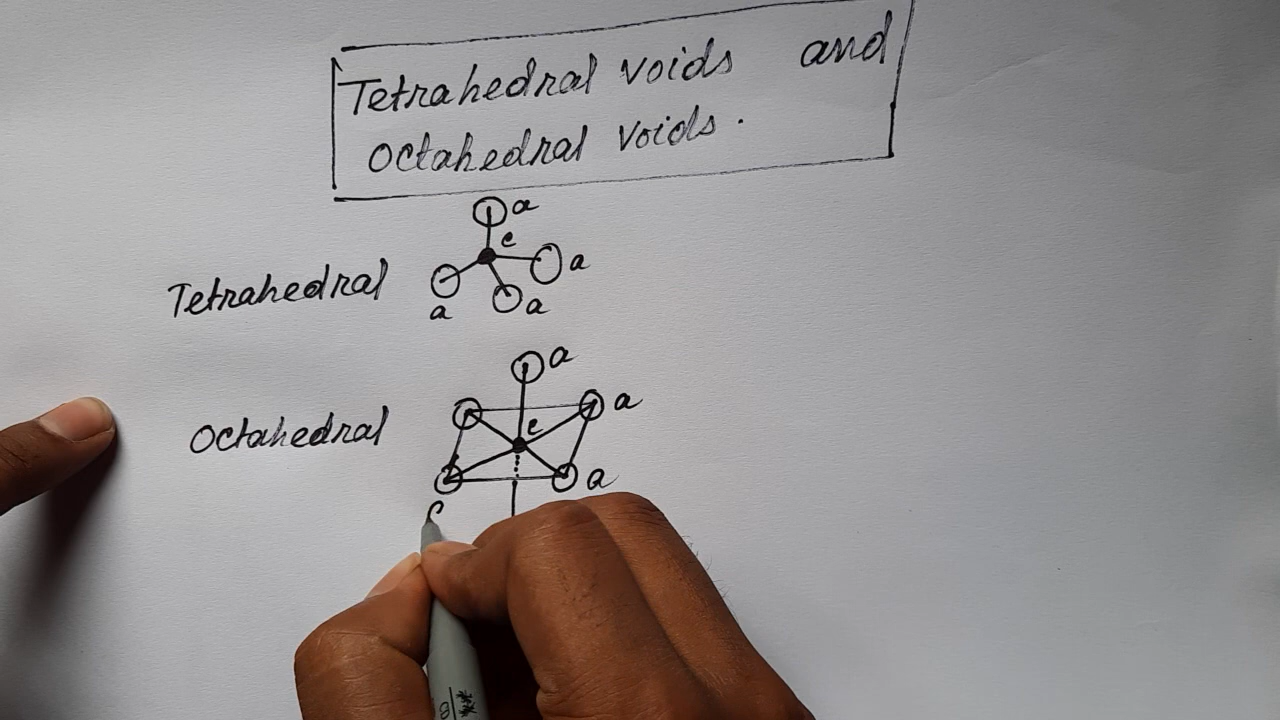 Tetrahedral voids and
octahedral voids.
a
c
Tetrahedral
a
a
a
a
a
Octahedral
c
a